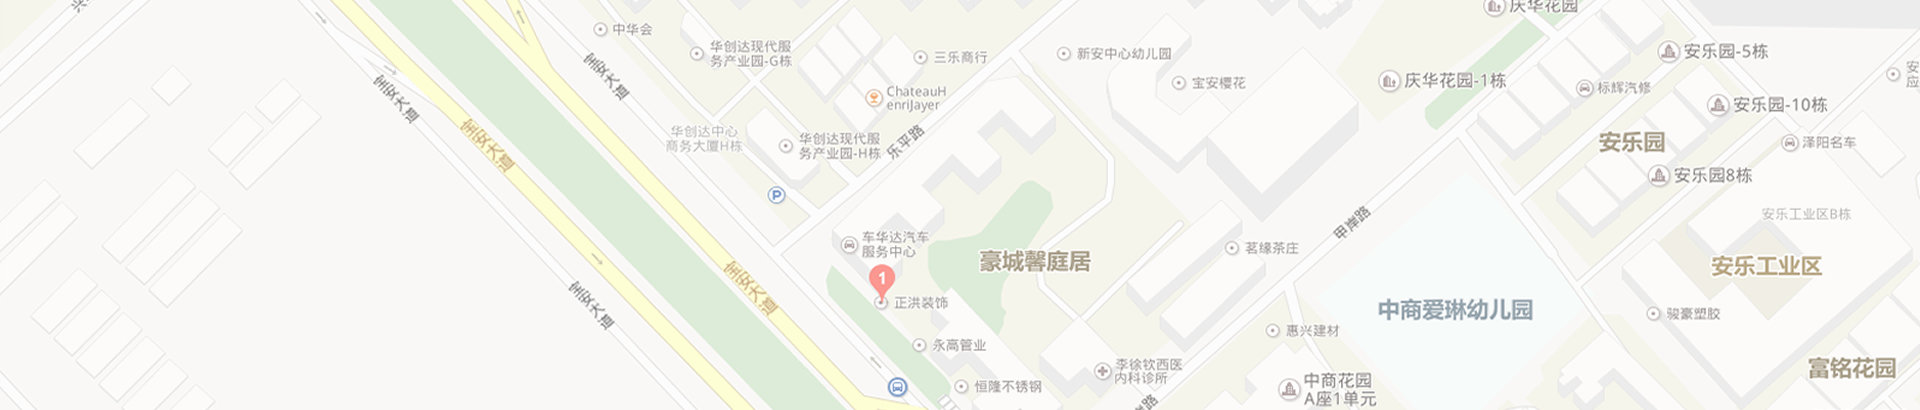 兴
庆华花园
中华会
华创达现代服
务产业园-G栋
三乐商行
新安中心幼儿园
安乐园-5栋
宝安大道
宝安樱花
庆华花园-1栋
标辉汽修
安
应
宝安大道
ChateauH
enriJayer
安乐园-10栋
宝安大道
华创达中心
商务大厦H栋
华创达现代服
务产业园-H栋
乐平路
安乐园
泽阳名车
安乐园8栋
P
甲岸路
安乐工业区B栋
车华达汽车
服务中心
豪城馨庭居
茗缘茶庄
安乐工业区
1
宝安大道
宝安大道
正洪装饰
中商爱琳幼儿园
骏豪塑胶
惠兴建材
永高管业
李徐钦西医
内科诊所
富铭花园
恒隆不锈钢
中商花园
A座1单元
路